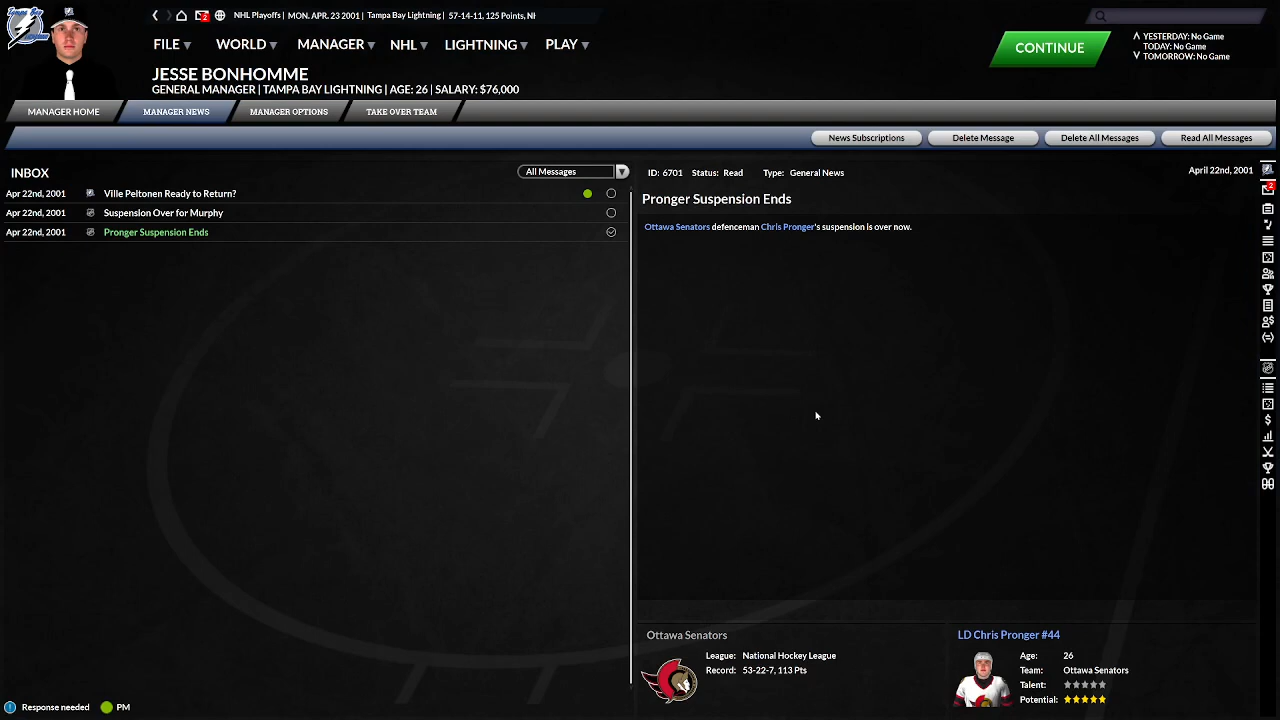 NHL Playoffs | MON. APR. 23 2001 | Tampa Bay Lightning | 57-14-11, 125 Points, NH
FILE WORLD MANAGER NHL LIGHTNING PLAY
CONTINUE
YESTERDAY: No Game
TODAY: No Game
TOMORROW: No Game
JESSE BONHOMME
GENERAL MANAGER | TAMPA BAY LIGHTNING | AGE: 26 | SALARY: $76,000
MANAGER HOME MANAGER NEWS MANAGER OPTIONS TAKE OVER TEAM
News Subscriptions Delete Message Delete All Messages Read All Messages
INBOX All Messages
Apr 22nd, 2001 Ville Peltonen Ready to Return?
Apr 22nd, 2001 Suspension Over for Murphy
Apr 22nd, 2001 Pronger Suspension Ends
ID: 6701 Status: Read Type: General News April 22nd, 2001
Pronger Suspension Ends
Ottawa Senators defenceman Chris Pronger's suspension is over now.
Ottawa Senators
League: National Hockey League
Record: 53-22-7, 113 Pts
LD Chris Pronger #44
Age: 26
Team: Ottawa Senators
Talent:
Potential:
Response needed PM